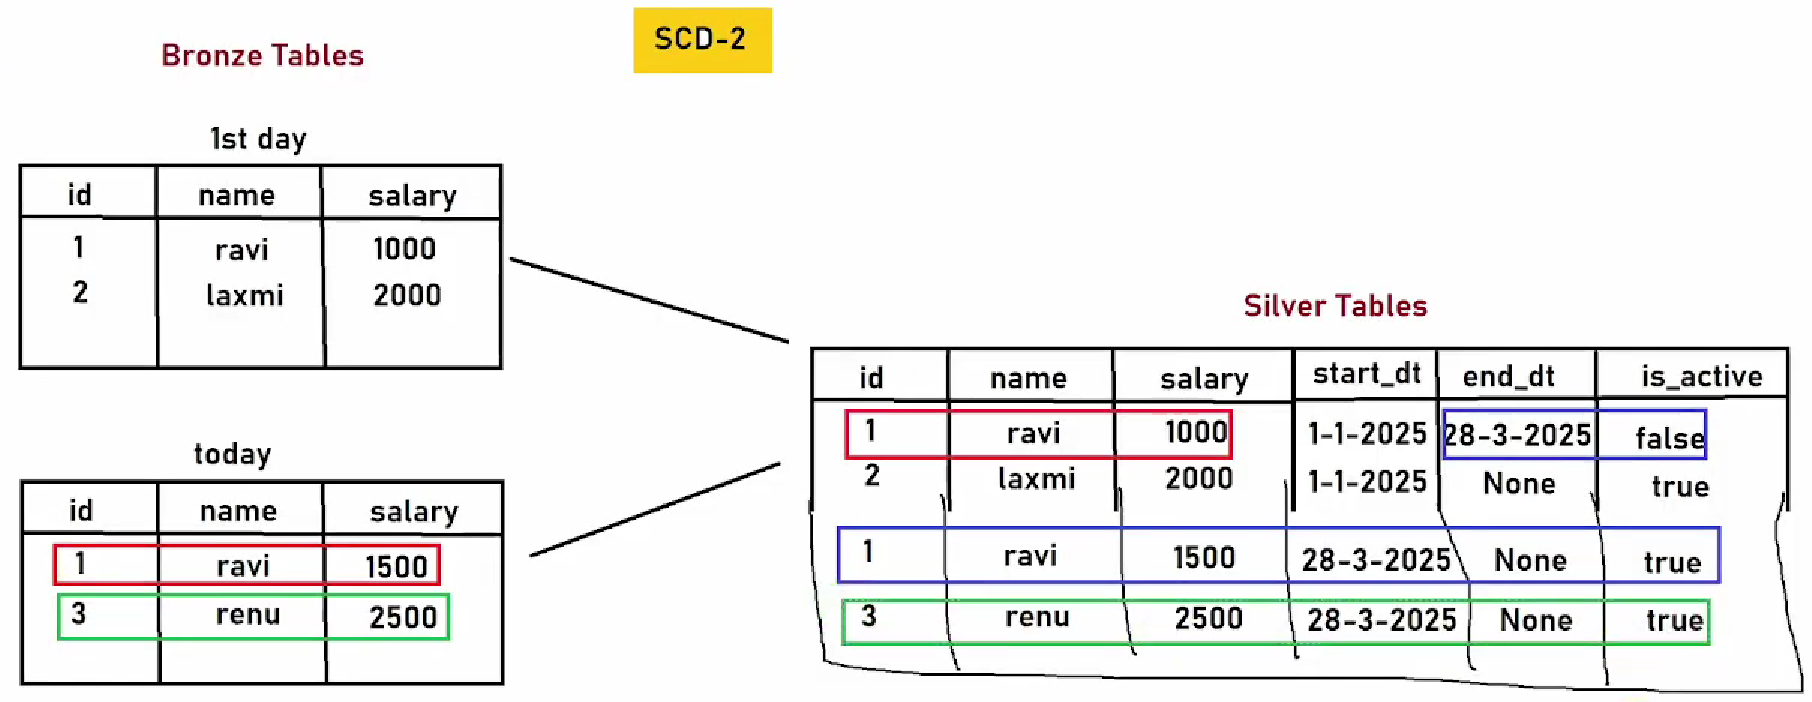 SCD-2
Bronze Tables
1st day
id name salary
1 ravi 1000
2 laxmi 2000
today
id name salary
1 ravi 1500
3 renu 2500
Silver Tables
id name salary start_dt end_dt is_active
1 ravi 1000 1-1-2025 28-3-2025 false
2 laxmi 2000 1-1-2025 None true
1 ravi 1500 28-3-2025 None true
3 renu 2500 28-3-2025 None true